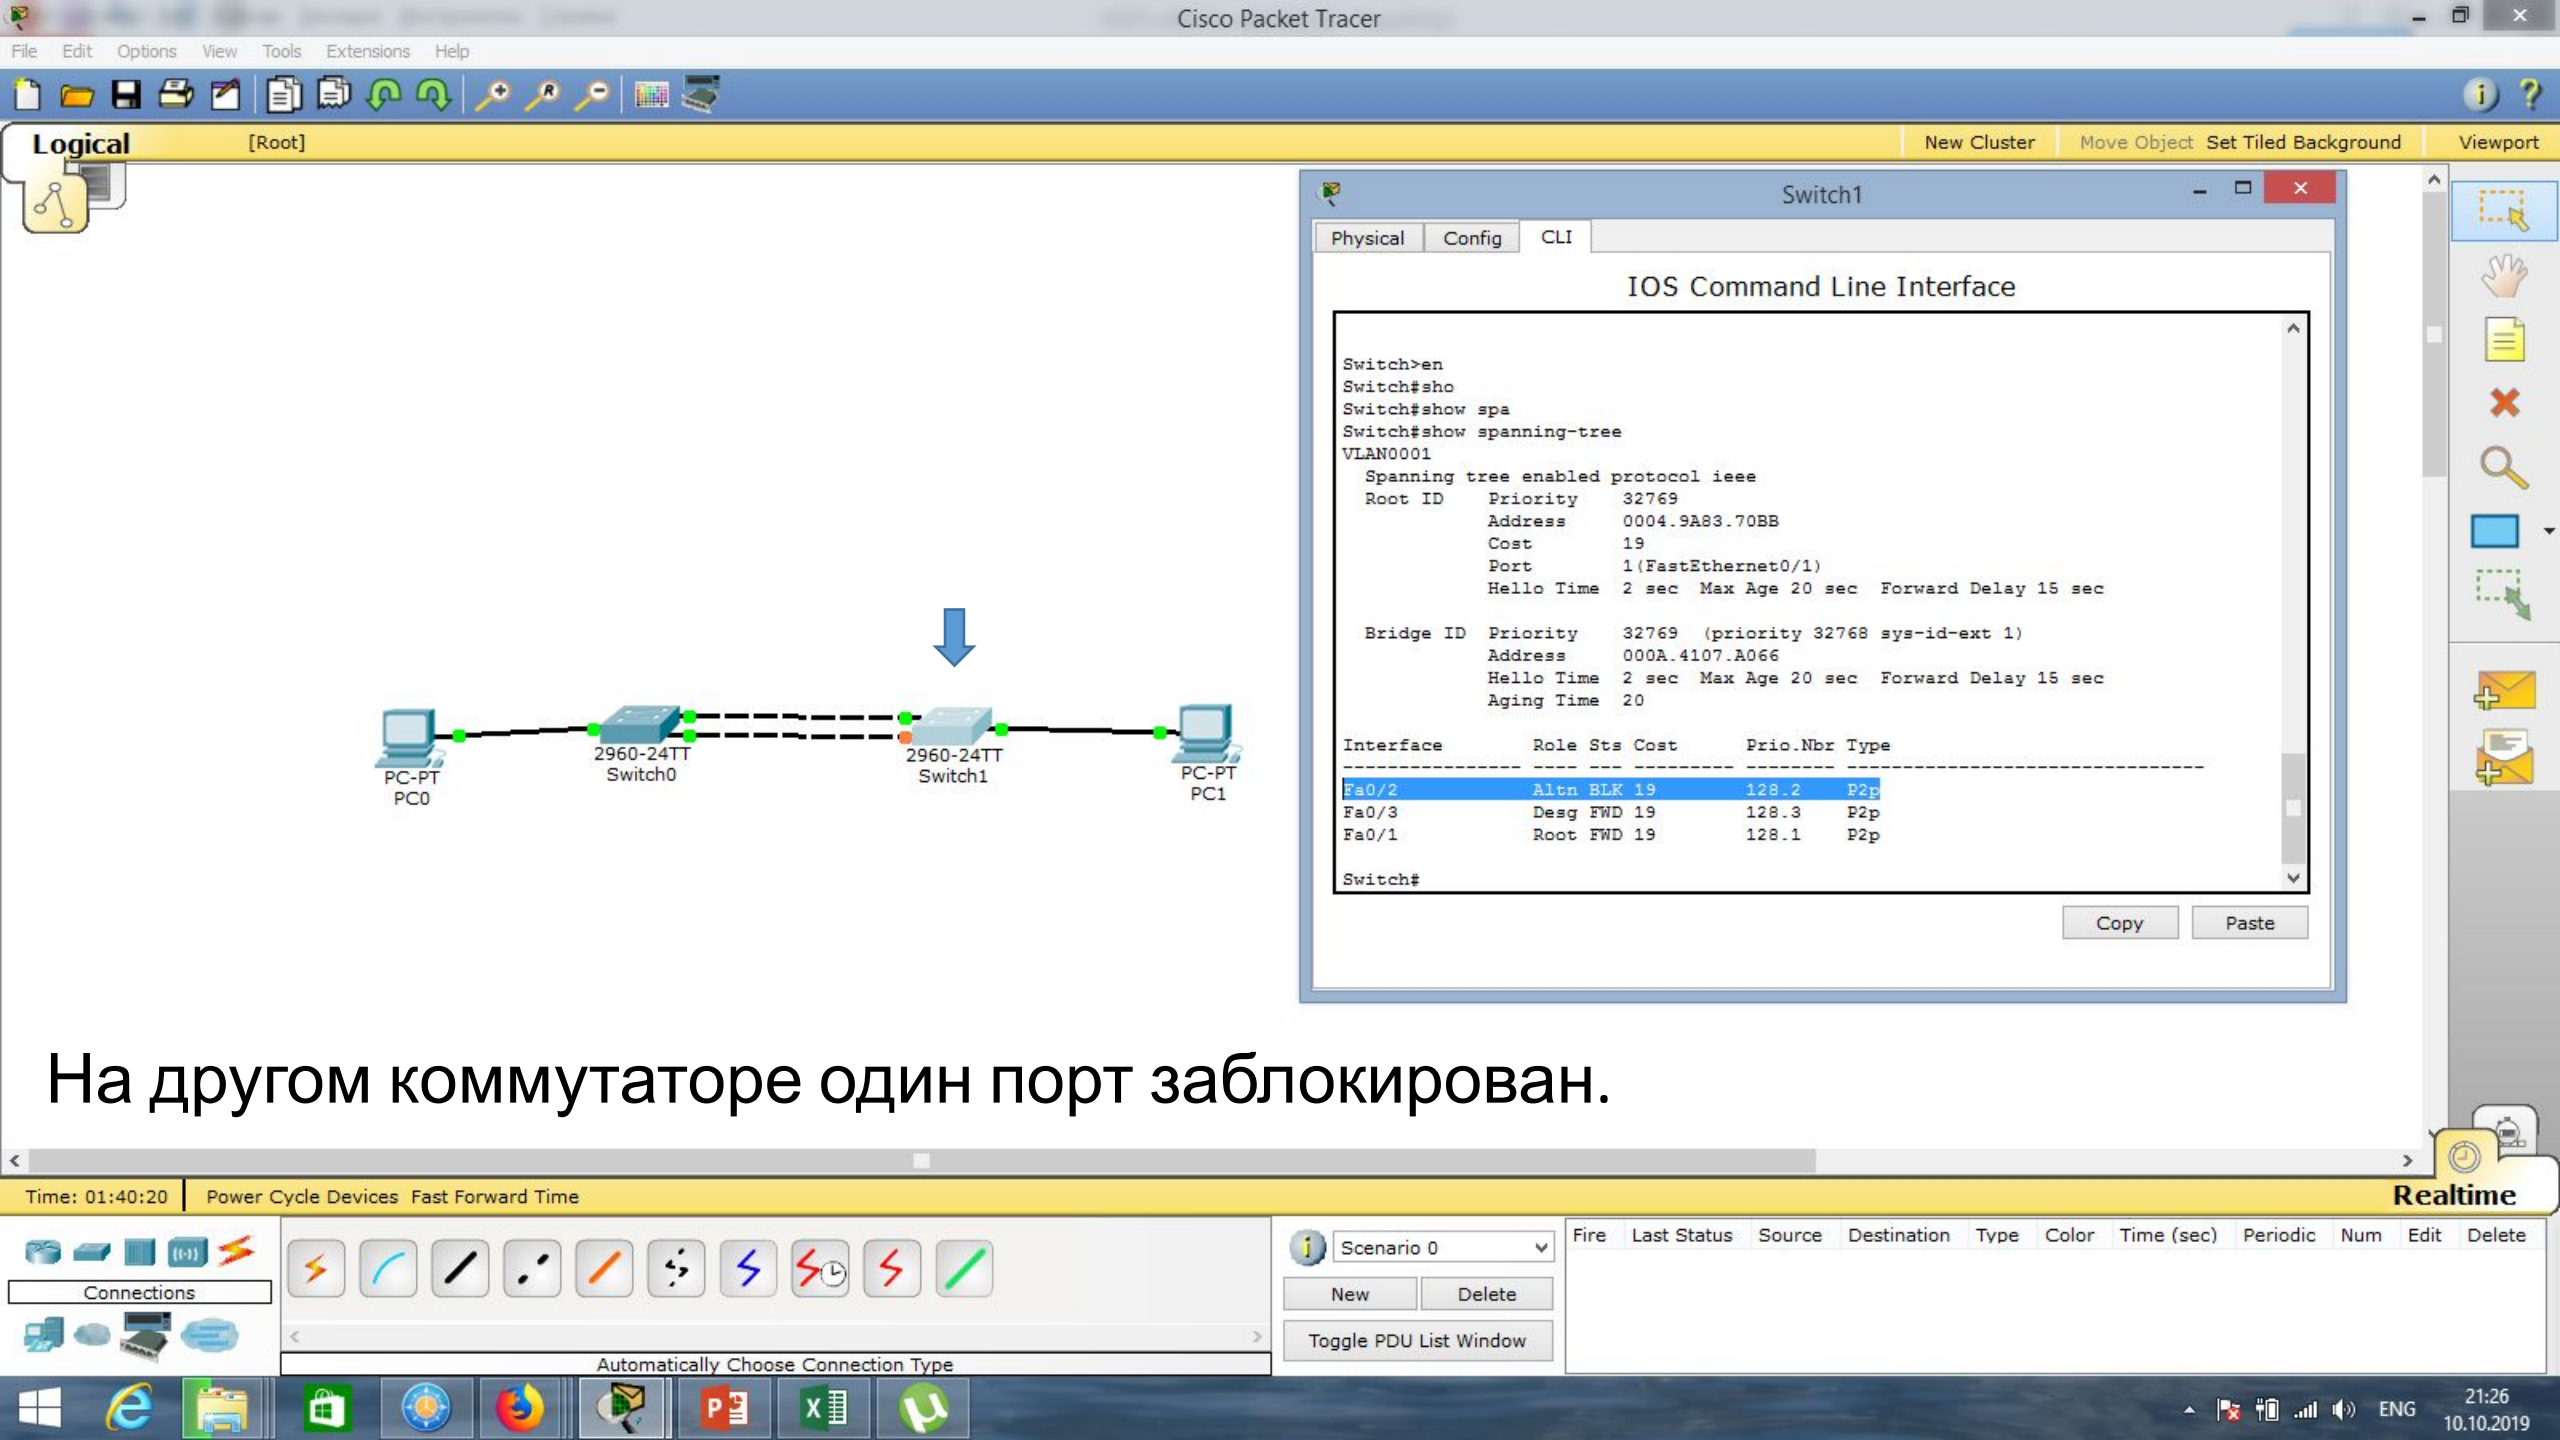 Cisco Packet Tracer
File Edit Options View Tools Extensions Help
Logical [Root] New Cluster Move Object Set Tiled Background Viewport
Switch1
Physical Config CLI
IOS Command Line Interface
Switch>en
Switch#sho
Switch#show spa
Switch#show spanning-tree
VLAN0001
Spanning tree enabled protocol ieee
Root ID Priority 32769
Address 0004.9A83.70BB
Cost 19
Port 1(FastEthernet0/1)
Hello Time 2 sec Max Age 20 sec Forward Delay 15 sec
Bridge ID Priority 32769 (priority 32768 sys-id-ext 1)
Address 000A.4107.A066
Hello Time 2 sec Max Age 20 sec Forward Delay 15 sec
Aging Time 20
Interface Role Sts Cost Prio.Nbr Type
---------------- ---- --- --------- -------- --------------------------------
Fa0/2 Altn BLK 19 128.2 P2p
Fa0/3 Desg FWD 19 128.3 P2p
Fa0/1 Root FWD 19 128.1 P2p
Switch#
Copy Paste
PC-PT
PC0
2960-24TT
Switch0
2960-24TT
Switch1
PC-PT
PC1
На другом коммутаторе один порт заблокирован.
Time: 01:40:20 Power Cycle Devices Fast Forward Time Realtime
Connections
Automatically Choose Connection Type
Scenario 0
New Delete
Toggle PDU List Window
Fire Last Status Source Destination Type Color Time (sec) Periodic Num Edit Delete
ENG
21:26
10.10.2019